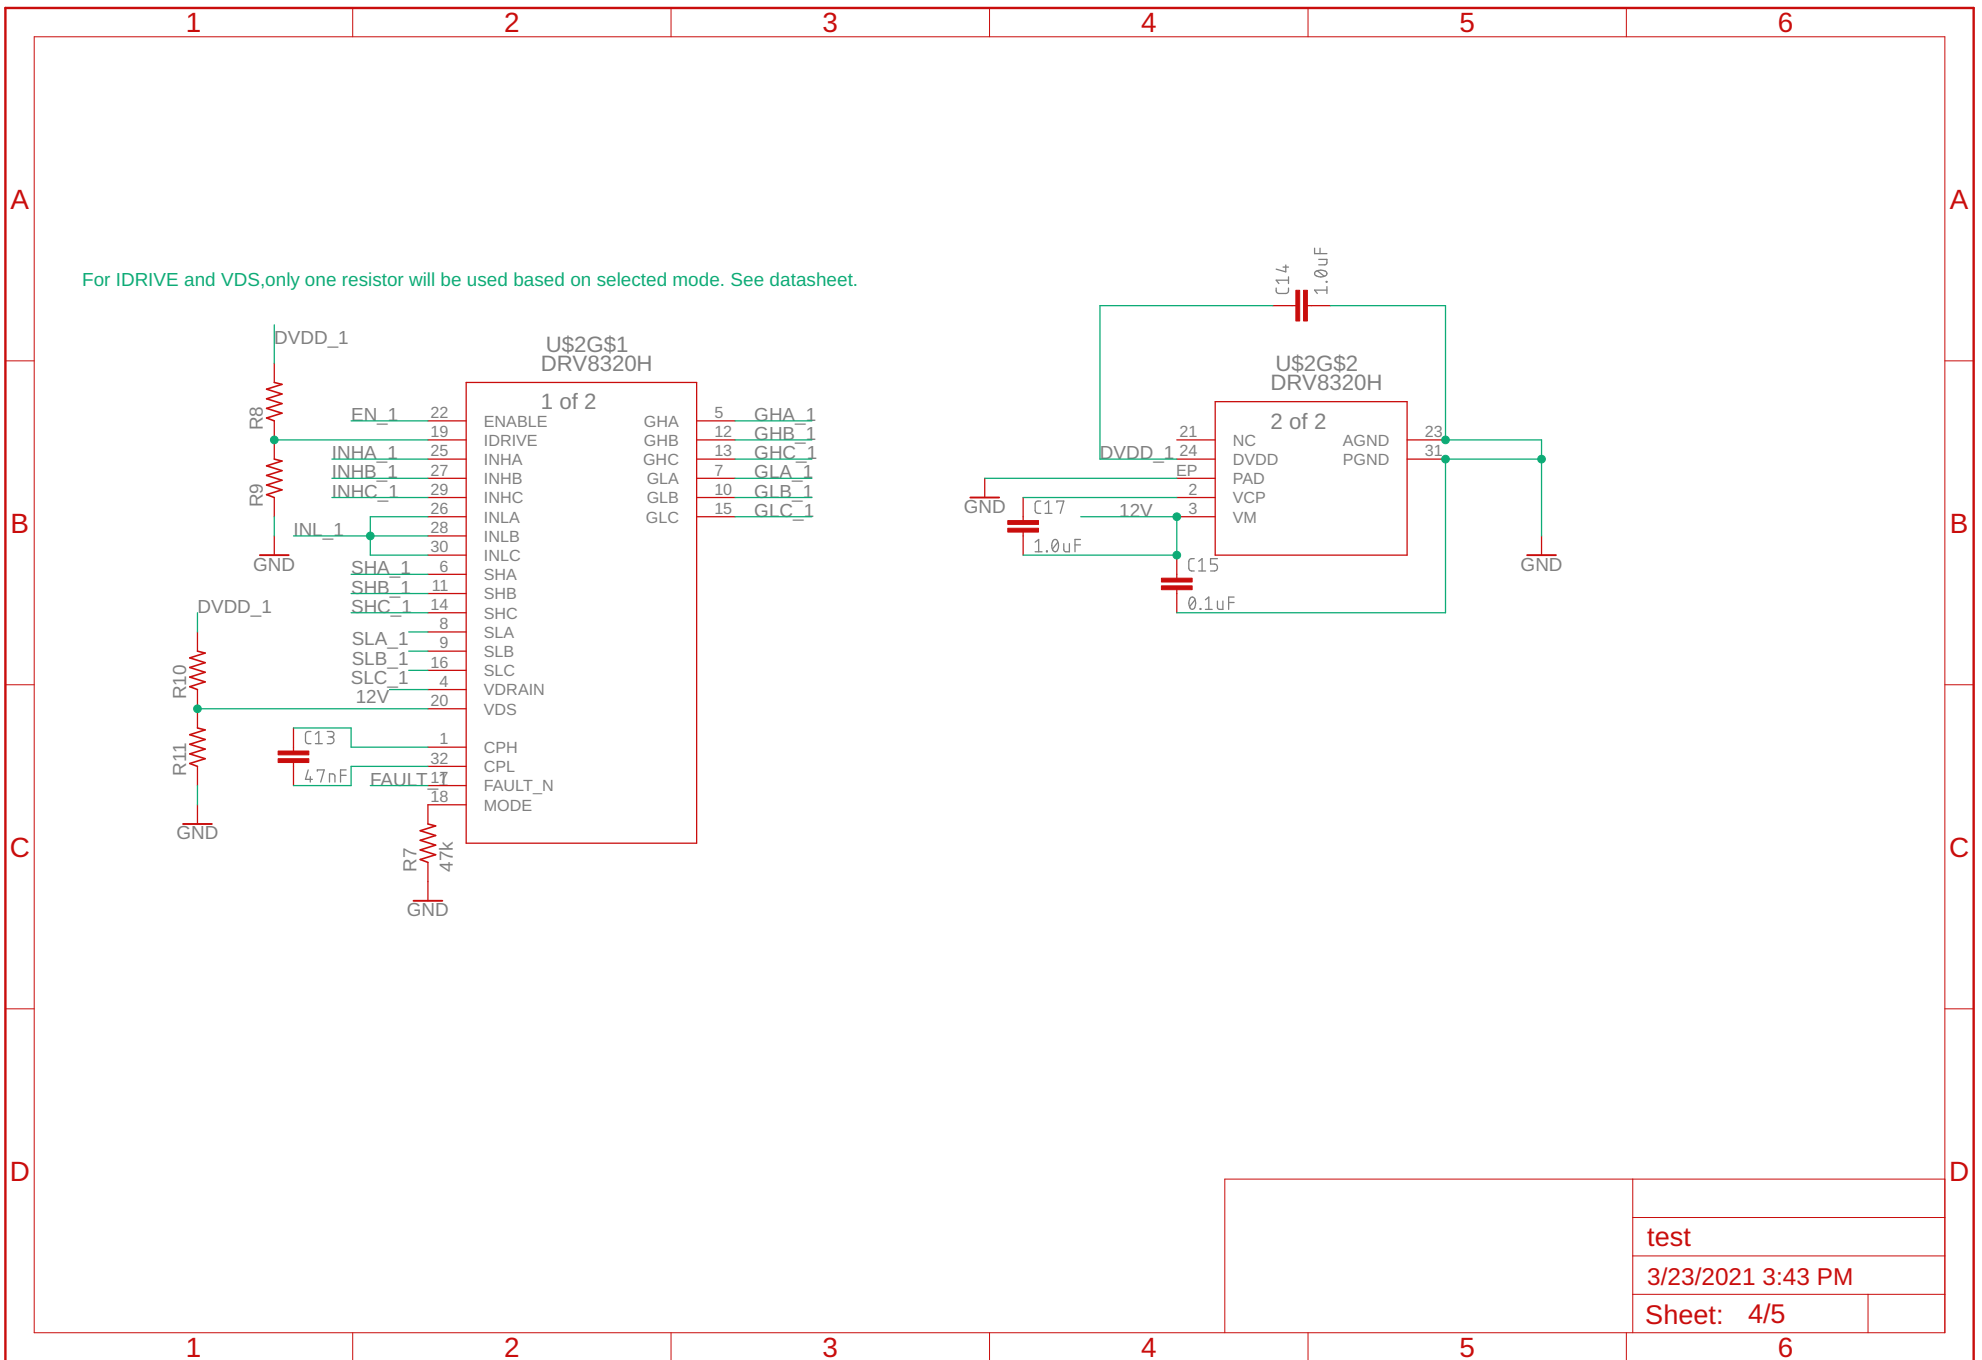 1 2 3 4 5 6
A A
For IDRIVE and VDS,only one resistor will be used based on selected mode. See datasheet.
DVDD_1
R8
R9
GND
DVDD_1
R10
R11
GND
U$2G$1
DRV8320H
1 of 2
EN_1 22 ENABLE
19 IDRIVE
INHA_1 25 INHA
INHB_1 27 INHB
INHC_1 29 INHC
26 INLA
INL_1 28 INLB
30 INLC
SHA_1 6 SHA
SHB_1 11 SHB
SHC_1 14 SHC
SLA_1 8 SLA
SLB_1 9 SLB
SLC_1 16 SLC
12V 4 VDRAIN
20 VDS
1 CPH
32 CPL
FAULT_1 17 FAULT_N
18 MODE
GHA 5 GHA_1
GHB 12 GHB_1
GHC 13 GHC_1
GLA 7 GLA_1
GLB 10 GLB_1
GLC 15 GLC_1
C13
47nF
R7
47k
GND
C14
1.0uF
U$2G$2
DRV8320H
2 of 2
21 NC
DVDD_1 24 DVDD
EP PAD
2 VCP
12V 3 VM
AGND 23
PGND 31
GND
C17
1.0uF
C15
0.1uF
GND
B B
C C
D D
test
3/23/2021 3:43 PM
Sheet: 4/5
1 2 3 4 5 6